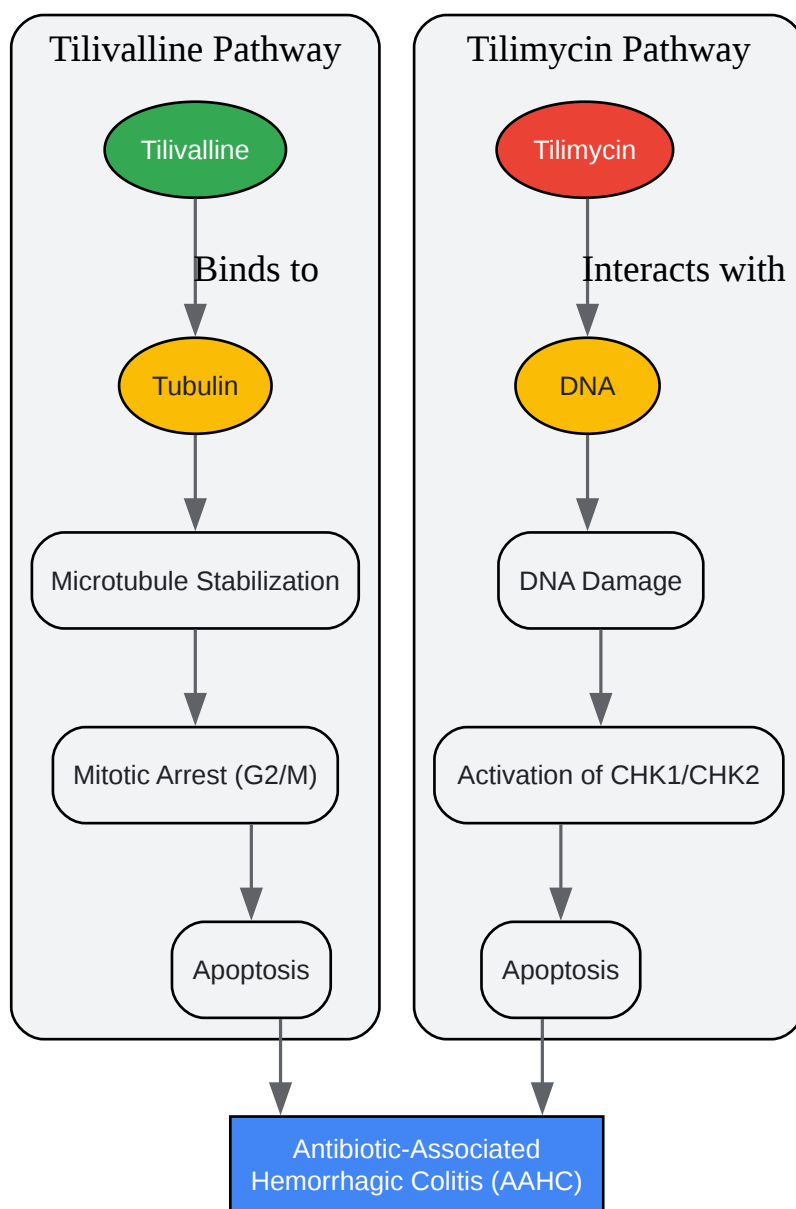 Tilivalline Pathway
Tilivalline
Binds to
Tubulin
Microtubule Stabilization
Mitotic Arrest (G2/M)
Apoptosis
Tilimycin Pathway
Tilimycin
Interacts with
DNA
DNA Damage
Activation of CHK1/CHK2
Apoptosis
Antibiotic-Associated
Hemorrhagic Colitis (AAHC)